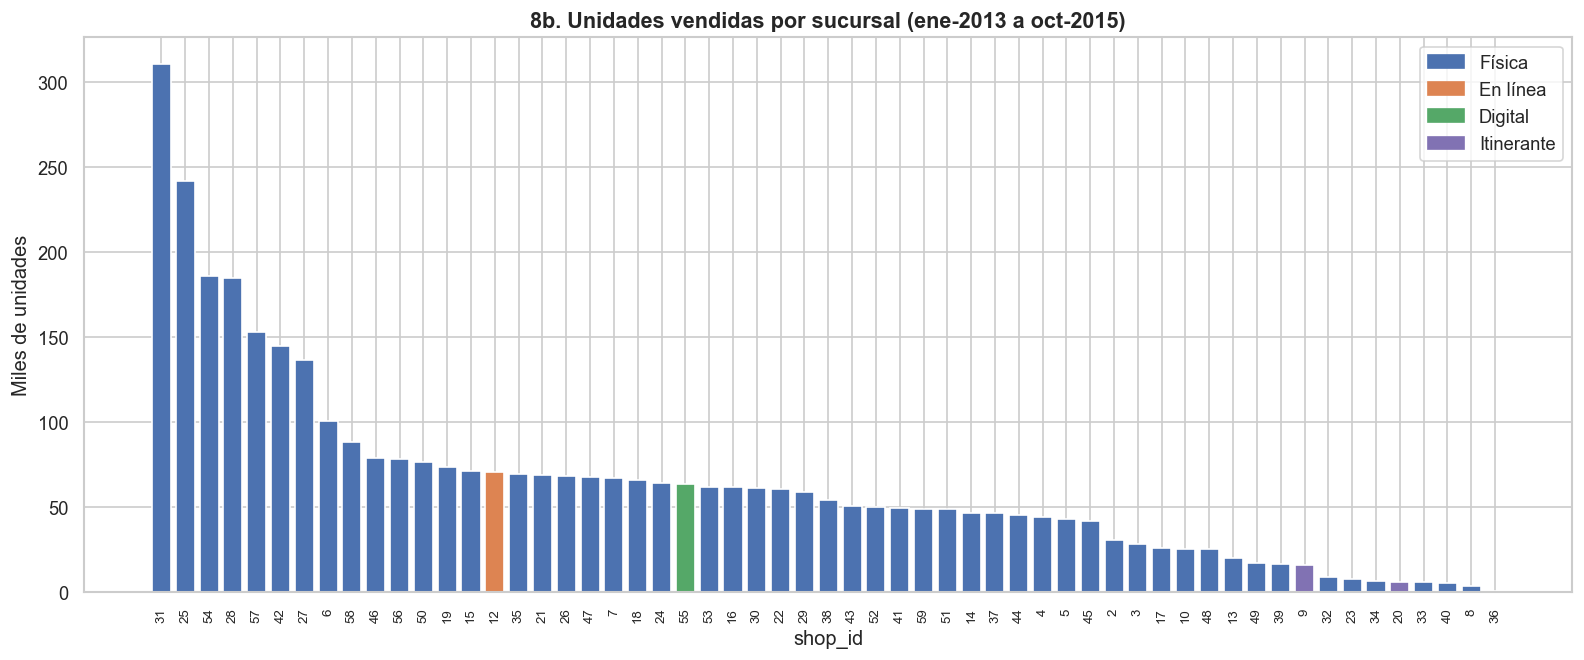 8b. Unidades vendidas por sucursal (ene-2013 a oct-2015)
Física
En línea
Digital
Itinerante
Miles de unidades
300
250
200
150
100
50
0
31 25 54 28 57 42 27 6 58 46 56 50 19 15 12 35 21 26 47 7 18 24 55 53 16 30 22 29 38 43 52 41 59 51 14 37 44 4 5 45 2 3 17 10 48 13 49 39 9 32 23 34 20 33 40 8 36
shop_id